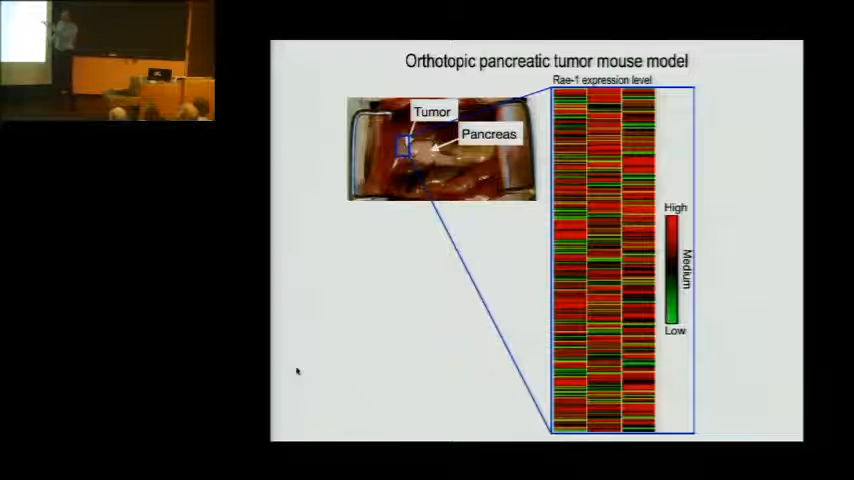 Orthotopic pancreatic tumor mouse model
Rae-1 expression level
Tumor
Pancreas
High
Medium
Low